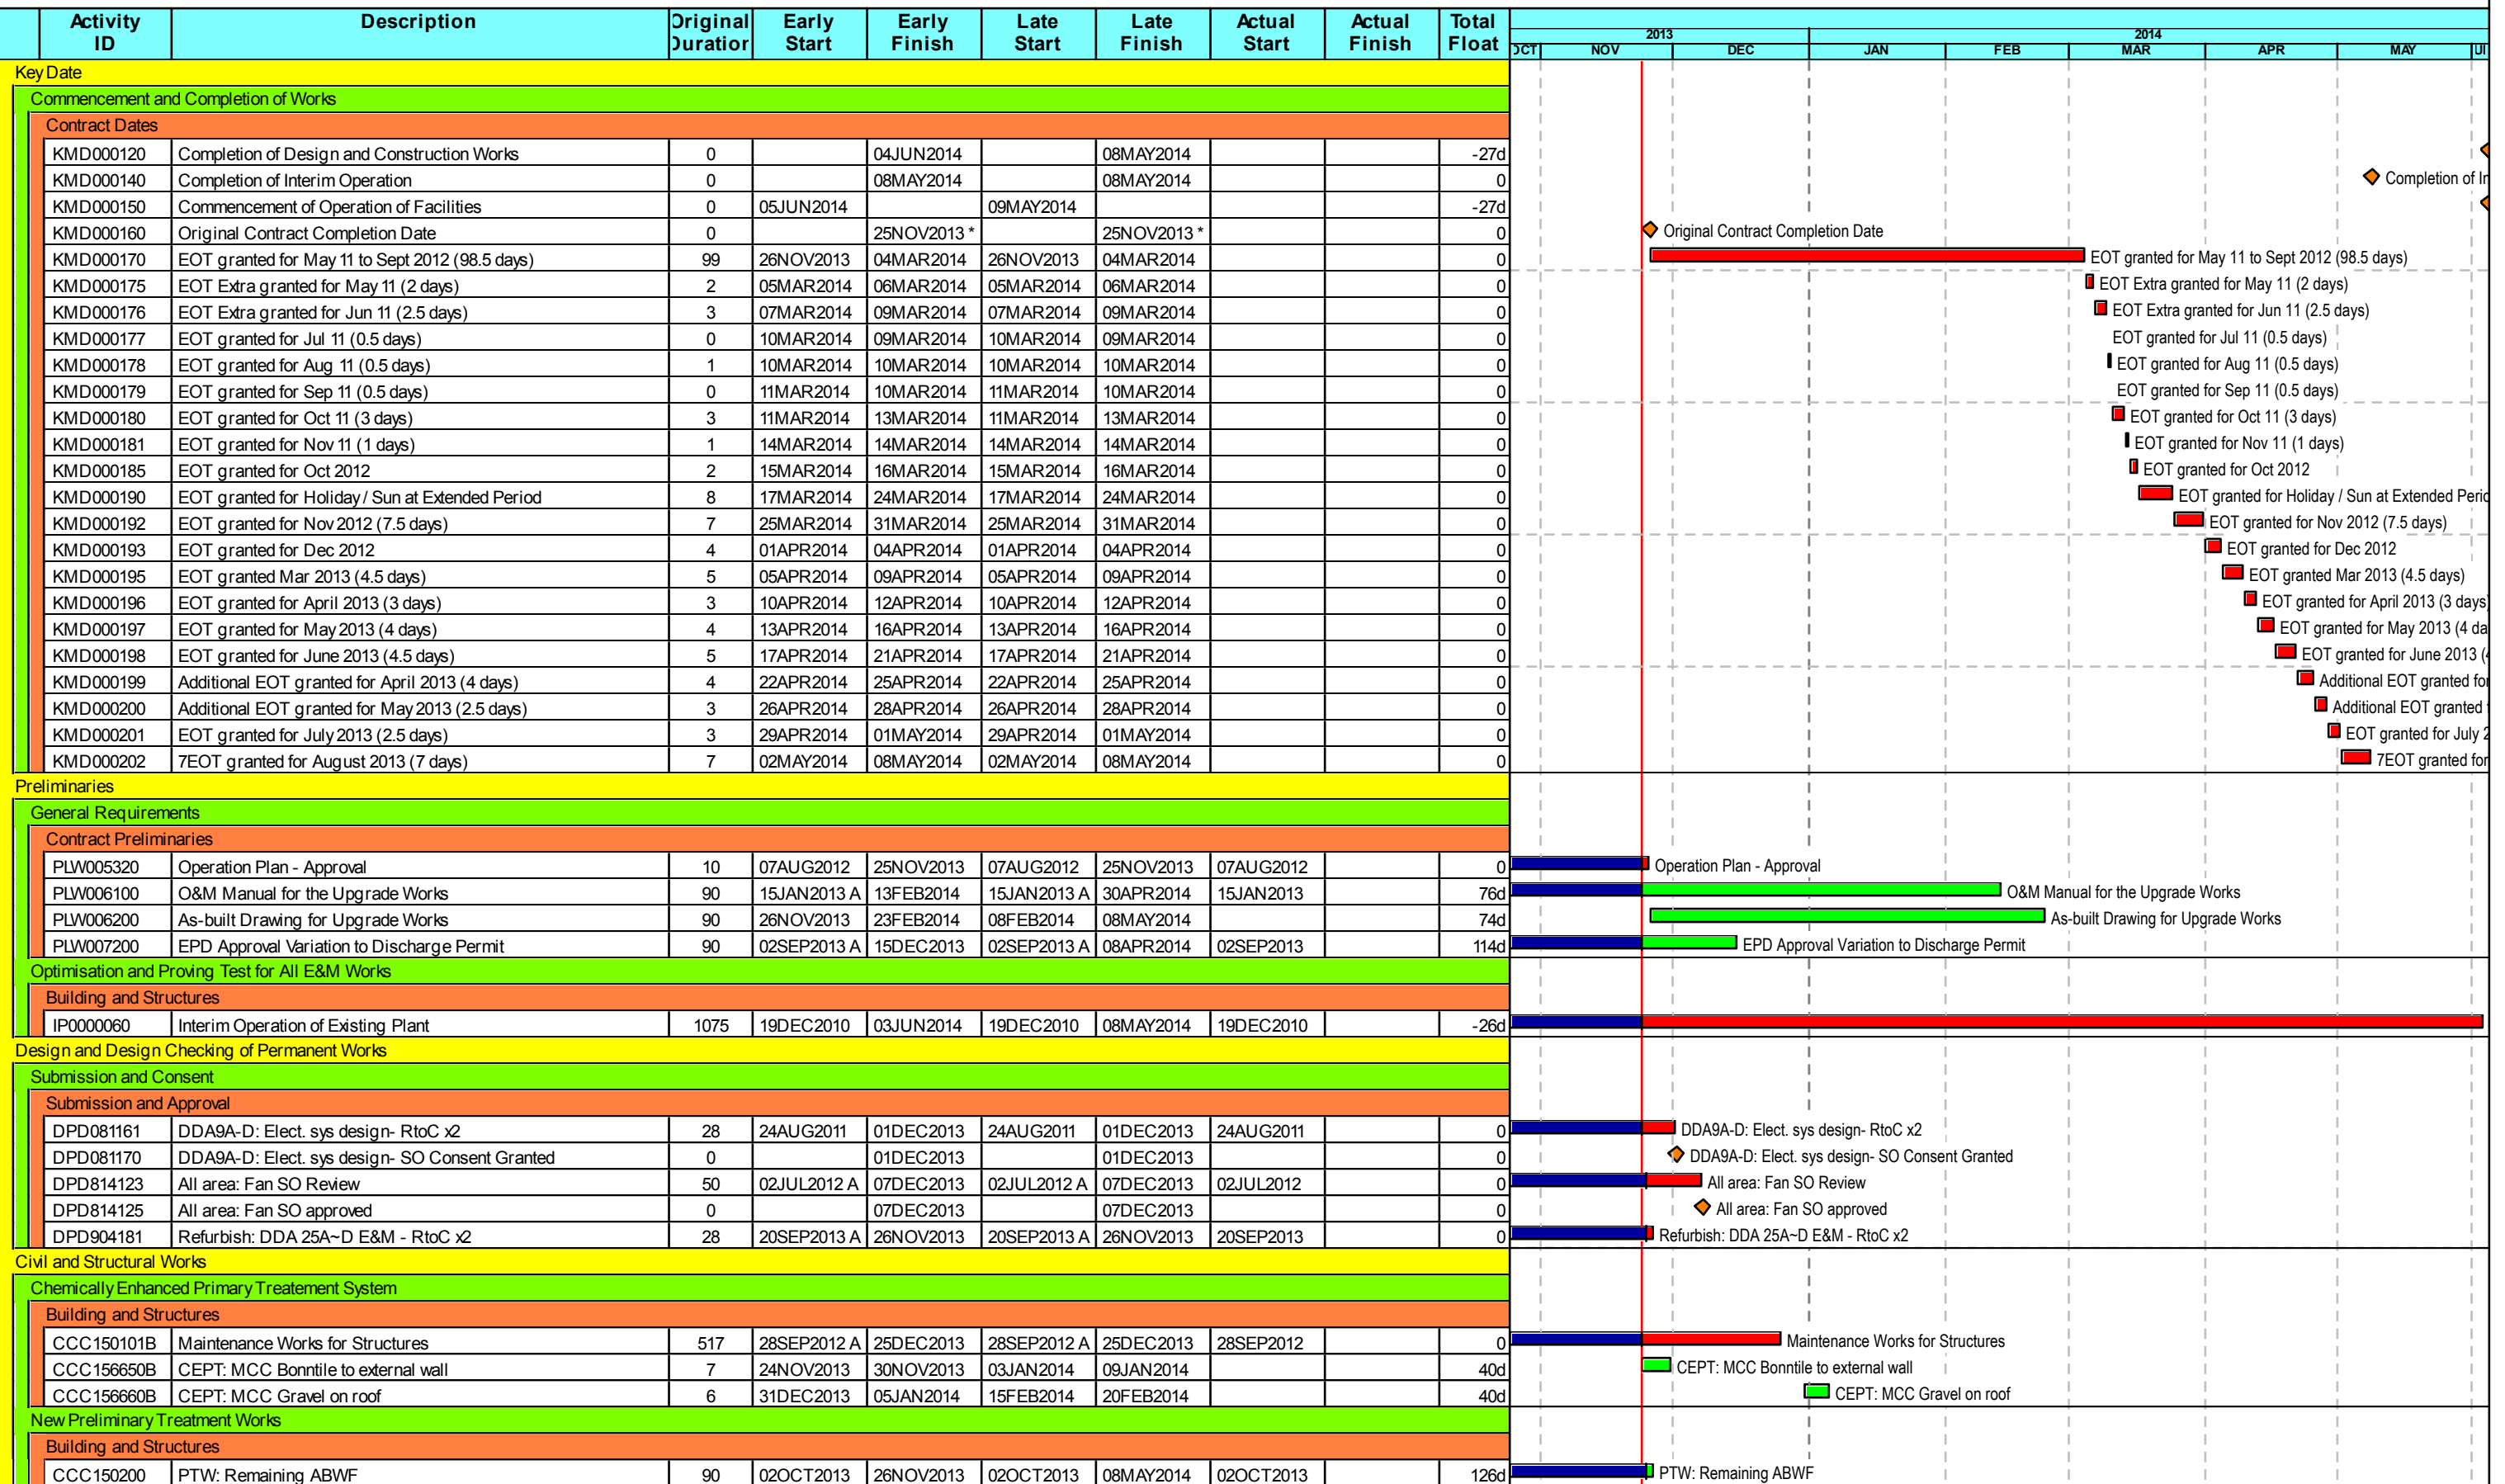 Activity ID Description Original Duration Early Start Early Finish Late Start Late Finish Actual Start Actual Finish Total Float
2013 2014
OCT NOV DEC JAN FEB MAR APR MAY
Key Date
Commencement and Completion of Works
Contract Dates
KMD000120 Completion of Design and Construction Works 0 04JUN2014 08MAY2014 -27d
KMD000140 Completion of Interim Operation 0 08MAY2014 08MAY2014 0 Completion of In
KMD000150 Commencement of Operation of Facilities 0 05JUN2014 09MAY2014 -27d
KMD000160 Original Contract Completion Date 0 25NOV2013 * 25NOV2013 * 0 Original Contract Completion Date
KMD000170 EOT granted for May 11 to Sept 2012 (98.5 days) 99 26NOV2013 04MAR2014 26NOV2013 04MAR2014 0 EOT granted for May 11 to Sept 2012 (98.5 days)
KMD000175 EOT Extra granted for May 11 (2 days) 2 05MAR2014 06MAR2014 05MAR2014 06MAR2014 0 EOT Extra granted for May 11 (2 days)
KMD000176 EOT Extra granted for Jun 11 (2.5 days) 3 07MAR2014 09MAR2014 07MAR2014 09MAR2014 0 EOT Extra granted for Jun 11 (2.5 days)
KMD000177 EOT granted for Jul 11 (0.5 days) 0 10MAR2014 09MAR2014 10MAR2014 09MAR2014 0 EOT granted for Jul 11 (0.5 days)
KMD000178 EOT granted for Aug 11 (0.5 days) 1 10MAR2014 10MAR2014 10MAR2014 10MAR2014 0 EOT granted for Aug 11 (0.5 days)
KMD000179 EOT granted for Sep 11 (0.5 days) 0 11MAR2014 10MAR2014 11MAR2014 10MAR2014 0 EOT granted for Sep 11 (0.5 days)
KMD000180 EOT granted for Oct 11 (3 days) 3 11MAR2014 13MAR2014 11MAR2014 13MAR2014 0 EOT granted for Oct 11 (3 days)
KMD000181 EOT granted for Nov 11 (1 days) 1 14MAR2014 14MAR2014 14MAR2014 14MAR2014 0 EOT granted for Nov 11 (1 days)
KMD000185 EOT granted for Oct 2012 2 15MAR2014 16MAR2014 15MAR2014 16MAR2014 0 EOT granted for Oct 2012
KMD000190 EOT granted for Holiday / Sun at Extended Period 8 17MAR2014 24MAR2014 17MAR2014 24MAR2014 0 EOT granted for Holiday / Sun at Extended Perio
KMD000192 EOT granted for Nov 2012 (7.5 days) 7 25MAR2014 31MAR2014 25MAR2014 31MAR2014 0 EOT granted for Nov 2012 (7.5 days)
KMD000193 EOT granted for Dec 2012 4 01APR2014 04APR2014 01APR2014 04APR2014 0 EOT granted for Dec 2012
KMD000195 EOT granted Mar 2013 (4.5 days) 5 05APR2014 09APR2014 05APR2014 09APR2014 0 EOT granted Mar 2013 (4.5 days)
KMD000196 EOT granted for April 2013 (3 days) 3 10APR2014 12APR2014 10APR2014 12APR2014 0 EOT granted for April 2013 (3 days
KMD000197 EOT granted for May 2013 (4 days) 4 13APR2014 16APR2014 13APR2014 16APR2014 0 EOT granted for May 2013 (4 da
KMD000198 EOT granted for June 2013 (4.5 days) 5 17APR2014 21APR2014 17APR2014 21APR2014 0 EOT granted for June 2013 (4
KMD000199 Additional EOT granted for April 2013 (4 days) 4 22APR2014 25APR2014 22APR2014 25APR2014 0 Additional EOT granted for
KMD000200 Additional EOT granted for May 2013 (2.5 days) 3 26APR2014 28APR2014 26APR2014 28APR2014 0 Additional EOT granted
KMD000201 EOT granted for July 2013 (2.5 days) 3 29APR2014 01MAY2014 29APR2014 01MAY2014 0 EOT granted for July 2
KMD000202 7EOT granted for August 2013 (7 days) 7 02MAY2014 08MAY2014 02MAY2014 08MAY2014 0 7EOT granted for
Preliminaries
General Requirements
Contract Preliminaries
PLW005320 Operation Plan - Approval 10 07AUG2012 25NOV2013 07AUG2012 25NOV2013 07AUG2012 0 Operation Plan - Approval
PLW006100 O&M Manual for the Upgrade Works 90 15JAN2013 A 13FEB2014 15JAN2013 A 30APR2014 15JAN2013 76d O&M Manual for the Upgrade Works
PLW006200 As-built Drawing for Upgrade Works 90 26NOV2013 23FEB2014 08FEB2014 08MAY2014 74d As-built Drawing for Upgrade Works
PLW007200 EPD Approval Variation to Discharge Permit 90 02SEP2013 A 15DEC2013 02SEP2013 A 08APR2014 02SEP2013 114d EPD Approval Variation to Discharge Permit
Optimisation and Proving Test for All E&M Works
Building and Structures
IP0000060 Interim Operation of Existing Plant 1075 19DEC2010 03JUN2014 19DEC2010 08MAY2014 19DEC2010 -26d
Design and Design Checking of Permanent Works
Submission and Consent
Submission and Approval
DPD081161 DDA9A-D: Elect. sys design- RtoC x2 28 24AUG2011 01DEC2013 24AUG2011 01DEC2013 24AUG2011 0 DDA9A-D: Elect. sys design- RtoC x2
DPD081170 DDA9A-D: Elect. sys design- SO Consent Granted 0 01DEC2013 01DEC2013 0 DDA9A-D: Elect. sys design- SO Consent Granted
DPD814123 All area: Fan SO Review 50 02JUL2012 A 07DEC2013 02JUL2012 A 07DEC2013 02JUL2012 0 All area: Fan SO Review
DPD814125 All area: Fan SO approved 0 07DEC2013 07DEC2013 0 All area: Fan SO approved
DPD904181 Refurbish: DDA 25A~D E&M - RtoC x2 28 20SEP2013 A 26NOV2013 20SEP2013 A 26NOV2013 20SEP2013 0 Refurbish: DDA 25A~D E&M - RtoC x2
Civil and Structural Works
Chemically Enhanced Primary Treatement System
Building and Structures
CCC150101B Maintenance Works for Structures 517 28SEP2012 A 25DEC2013 28SEP2012 A 25DEC2013 28SEP2012 0 Maintenance Works for Structures
CCC156650B CEPT: MCC Bonntile to external wall 7 24NOV2013 30NOV2013 03JAN2014 09JAN2014 40d CEPT: MCC Bonntile to external wall
CCC156660B CEPT: MCC Gravel on roof 6 31DEC2013 05JAN2014 15FEB2014 20FEB2014 40d CEPT: MCC Gravel on roof
New Preliminary Treatment Works
Building and Structures
CCC150200 PTW: Remaining ABWF 90 02OCT2013 26NOV2013 02OCT2013 08MAY2014 02OCT2013 126d PTW: Remaining ABWF